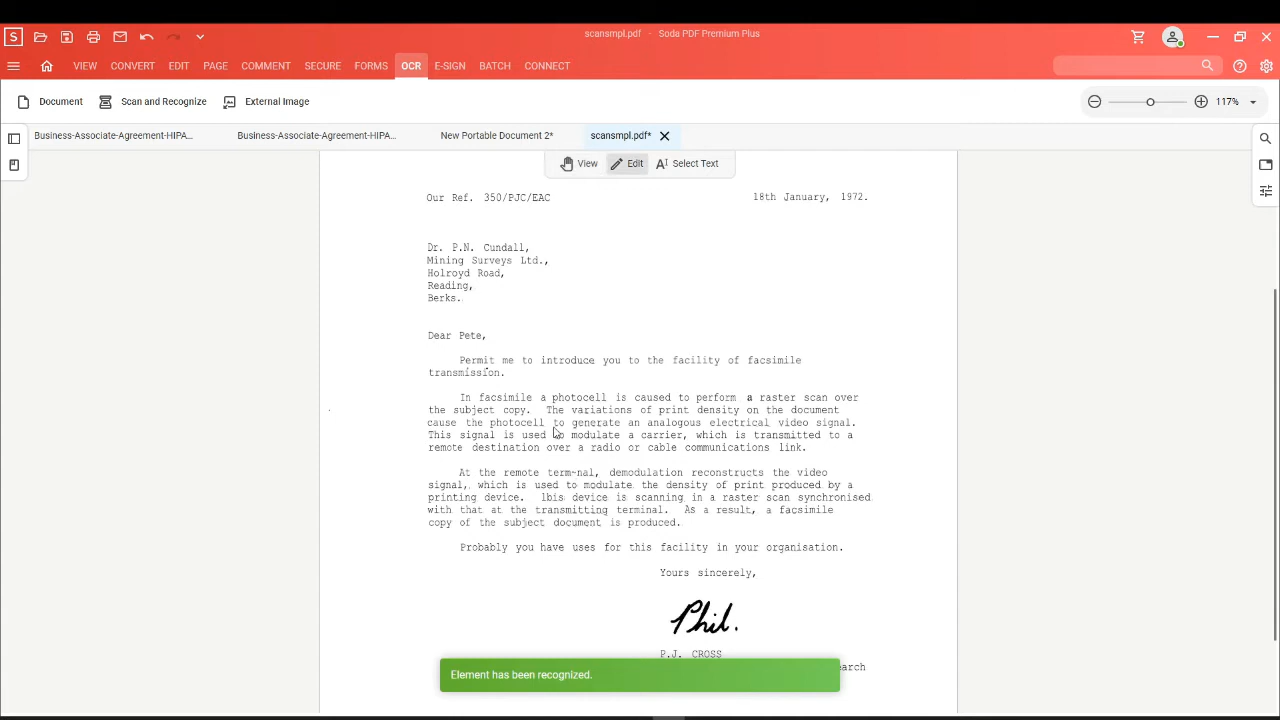 scansmpl.pdf* - Soda PDF Premium Plus
VIEW CONVERT EDIT PAGE COMMENT SECURE FORMS OCR E-SIGN BATCH CONNECT
Document Scan and Recognize External Image 117%
Business-Associate-Agreement-HIPA... Business-Associate-Agreement-HIPA... New Portable Document 2* scansmpl.pdf*
View Edit Select Text
Our Ref. 350/PJC/EAC 18th January, 1972.
Dr. P.N. Cundall,
Mining Surveys Ltd.,
Holroyd Road,
Reading,
Berks.
Dear Pete,
Permit me to introduce you to the facility of facsimile
transmission.
In facsimile a photocell is caused to perform a raster scan over
the subject copy. The variations of print density on the document
cause the photocell to generate an analogous electrical video signal.
This signal is used to modulate a carrier, which is transmitted to a
remote destination over a radio or cable communications link.
At the remote term~nal, demodulation reconstructs the video
signal, which is used to modulate the density of print produced by a
printing device. Ibis device is scanning in a raster scan synchronised
with that at the transmitting terminal. As a result, a facsimile
copy of the subject document is produced.
Probably you have uses for this facility in your organisation.
Yours sincerely,
Phil.
P.J. CROSS
earch
Element has been recognized.